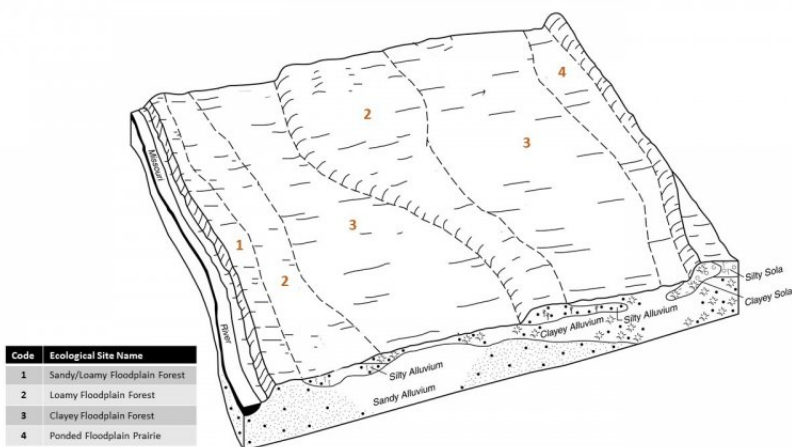 4
2
3
3
1
2
Missouri
River
Silty Sola
Clayey Sola
Silty Alluvium
Clayey Alluvium
Silty Alluvium
Sandy Alluvium
Code Ecological Site Name
1 Sandy/Loamy Floodplain Forest
2 Loamy Floodplain Forest
3 Clayey Floodplain Forest
4 Ponded Floodplain Prairie